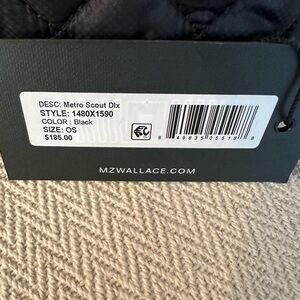 DESC: Metro Scout Dlx
STYLE: 1480X1590
COLOR : Black
SIZE: OS
$185.00
MZWALLACE.COM